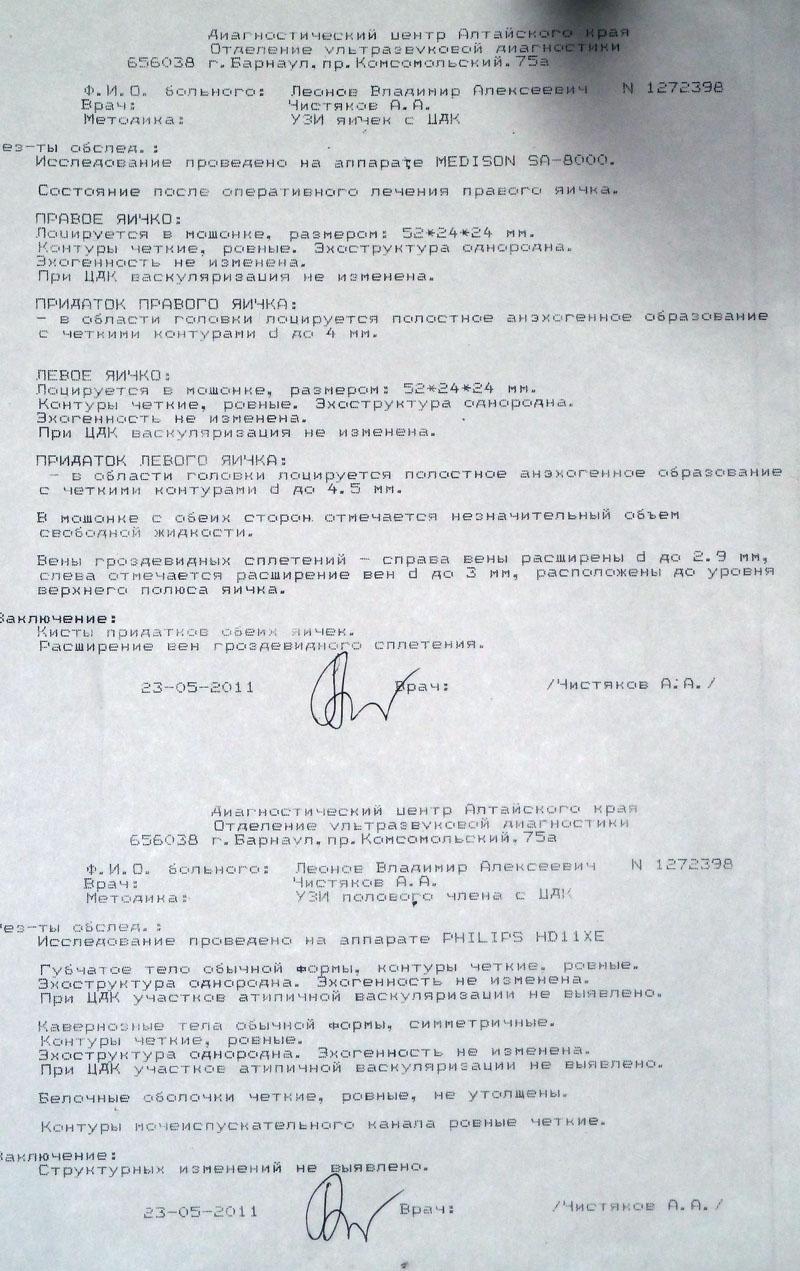 Диагностический центр Алтайского края
Отделение ультразвуковой диагностики
656038 г.Барнаул, пр.Комсомольский, 75а
Ф.И.О. больного: Леонов Владимир Алексеевич N 1272398
Врач: Чистяков А.А.
Методика: УЗИ яичек с ЦДК
ез-ты обслед.:
Исследование проведено на аппарате MEDISON SA-8000.
Состояние после оперативного лечения правого яичка.
ПРАВОЕ ЯИЧКО:
Лоцируется в мошонке, размером: 52*24*24 мм.
Контуры четкие, ровные. Эхоструктура однородна.
Эхогенность не изменена.
При ЦДК васкуляризация не изменена.
ПРИДАТОК ПРАВОГО ЯИЧКА:
- в области головки лоцируется полостное анэхогенное образование
с четкими контурами d до 4 мм.
ЛЕВОЕ ЯИЧКО:
Лоцируется в мошонке, размером: 52*24*24 мм.
Контуры четкие, ровные. Эхоструктура однородна.
Эхогенность не изменена.
При ЦДК васкуляризация не изменена.
ПРИДАТОК ЛЕВОГО ЯИЧКА:
- в области головки лоцируется полостное анэхогенное образование
с четкими контурами d до 4.5 мм.
В мошонке с обеих сторон отмечается незначительный объем
свободной жидкости.
Вены гроздевидных сплетений - справа вены расширены d до 2.9 мм,
слева отмечается расширение вен d до 3 мм, расположены до уровня
верхнего полюса яичка.
Заключение:
Кисты придатков обеих яичек.
Расширение вен гроздевидного сплетения.
23-05-2011 Врач: /Чистяков А.А./
Диагностический центр Алтайского края
Отделение ультразвуковой диагностики
656038 г.Барнаул, пр.Комсомольский, 75а
Ф.И.О. больного: Леонов Владимир Алексеевич N 1272398
Врач: Чистяков А.А.
Методика: УЗИ полового члена с ЦДК
ез-ты обслед.:
Исследование проведено на аппарате PHILIPS HD11XE
Губчатое тело обычной формы, контуры четкие, ровные.
Эхоструктура однородна. Эхогенность не изменена.
При ЦДК участков атипичной васкуляризации не выявлено.
Кавернозные тела обычной формы, симметричные.
Контуры четкие, ровные.
Эхоструктура однородна. Эхогенность не изменена.
При ЦДК участков атипичной васкуляризации не выявлено.
Белочные оболочки четкие, ровные, не утолщены.
Контуры мочеиспускательного канала ровные четкие.
Заключение:
Структурных изменений не выявлено.
23-05-2011 Врач: /Чистяков А.А./